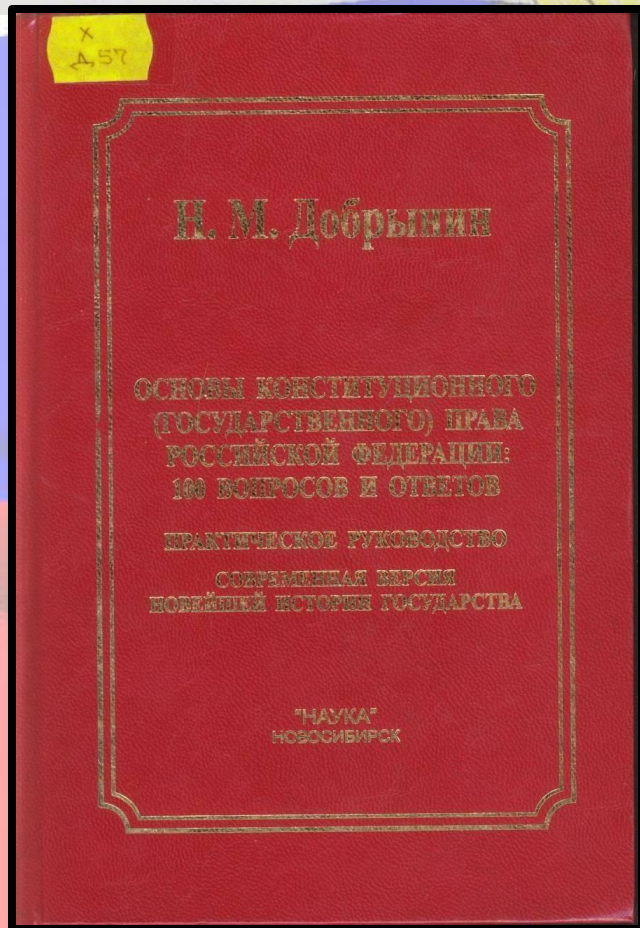 Х
Д57
Н. М. Добрынин
ОСНОВЫ КОНСТИТУЦИОННОГО
(ГОСУДАРСТВЕННОГО) ПРАВА
РОССИЙСКОЙ ФЕДЕРАЦИИ:
100 ВОПРОСОВ И ОТВЕТОВ
ПРАКТИЧЕСКОЕ РУКОВОДСТВО
СОВРЕМЕННАЯ ВЕРСИЯ
НОВЕЙШЕЙ ИСТОРИИ ГОСУДАРСТВА
"НАУКА"
НОВОСИБИРСК